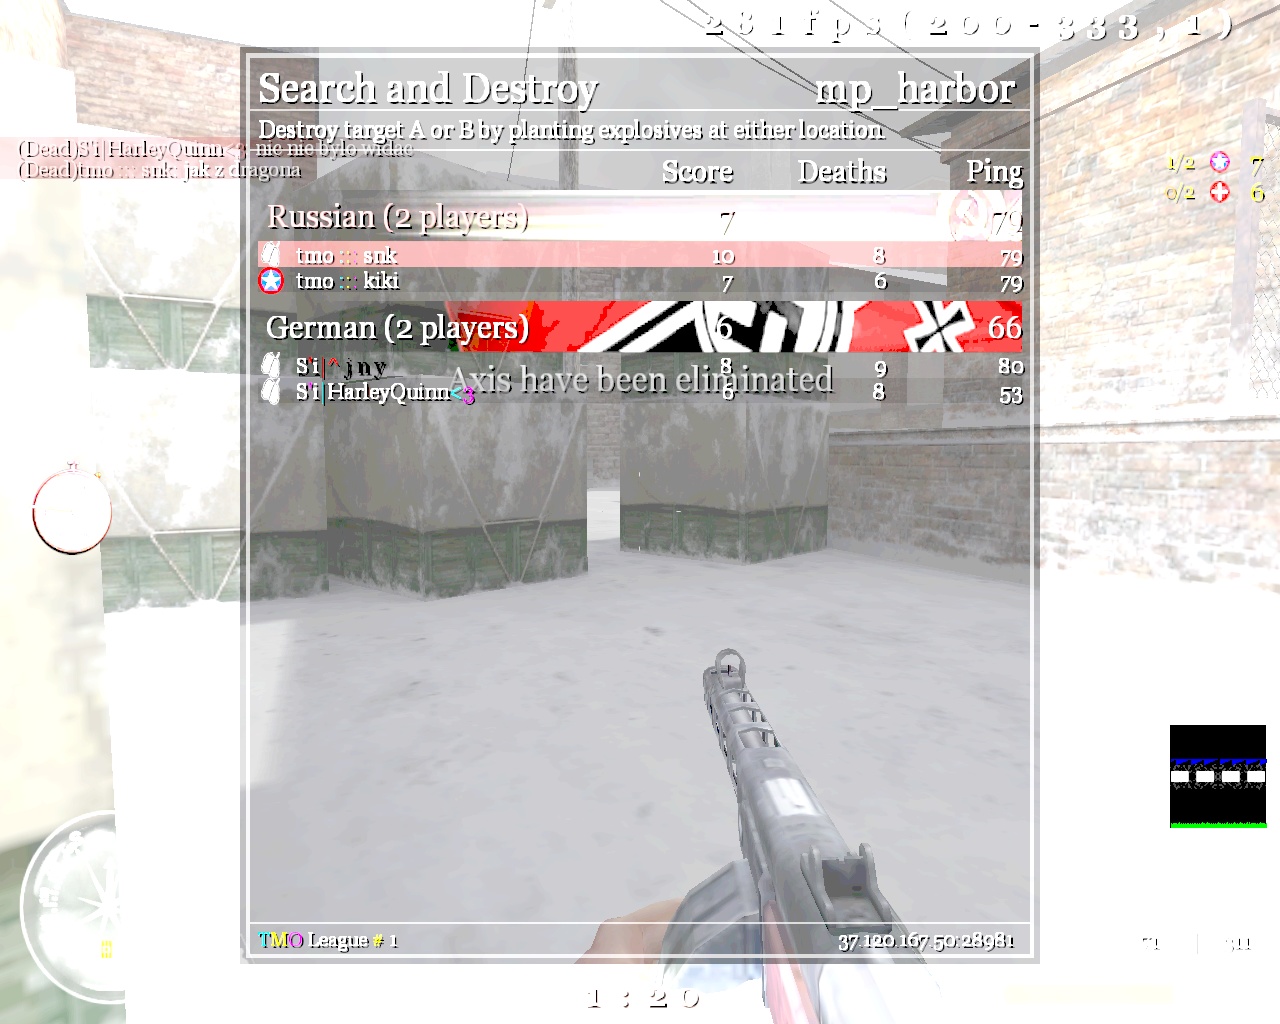 281fps(200-333,1)
Search and Destroy mp_harbor
Destroy target A or B by planting explosives at either location.
(Dead)S'i|HarleyQuinn<3: nic nie bylo widac
(Dead)tmo ::: snk: jak z dragona
1/2 7
0/2 6
Score Deaths Ping
Russian (2 players) 7 79
tmo ::: snk 10 8 79
tmo ::: kiki 7 6 79
German (2 players) 6 66
S'i|^jny 8 9 80
Axis have been eliminated
S'i|HarleyQuinn<3 6 8 53
TMO League # 1 37.120.167.50:28981
1:20